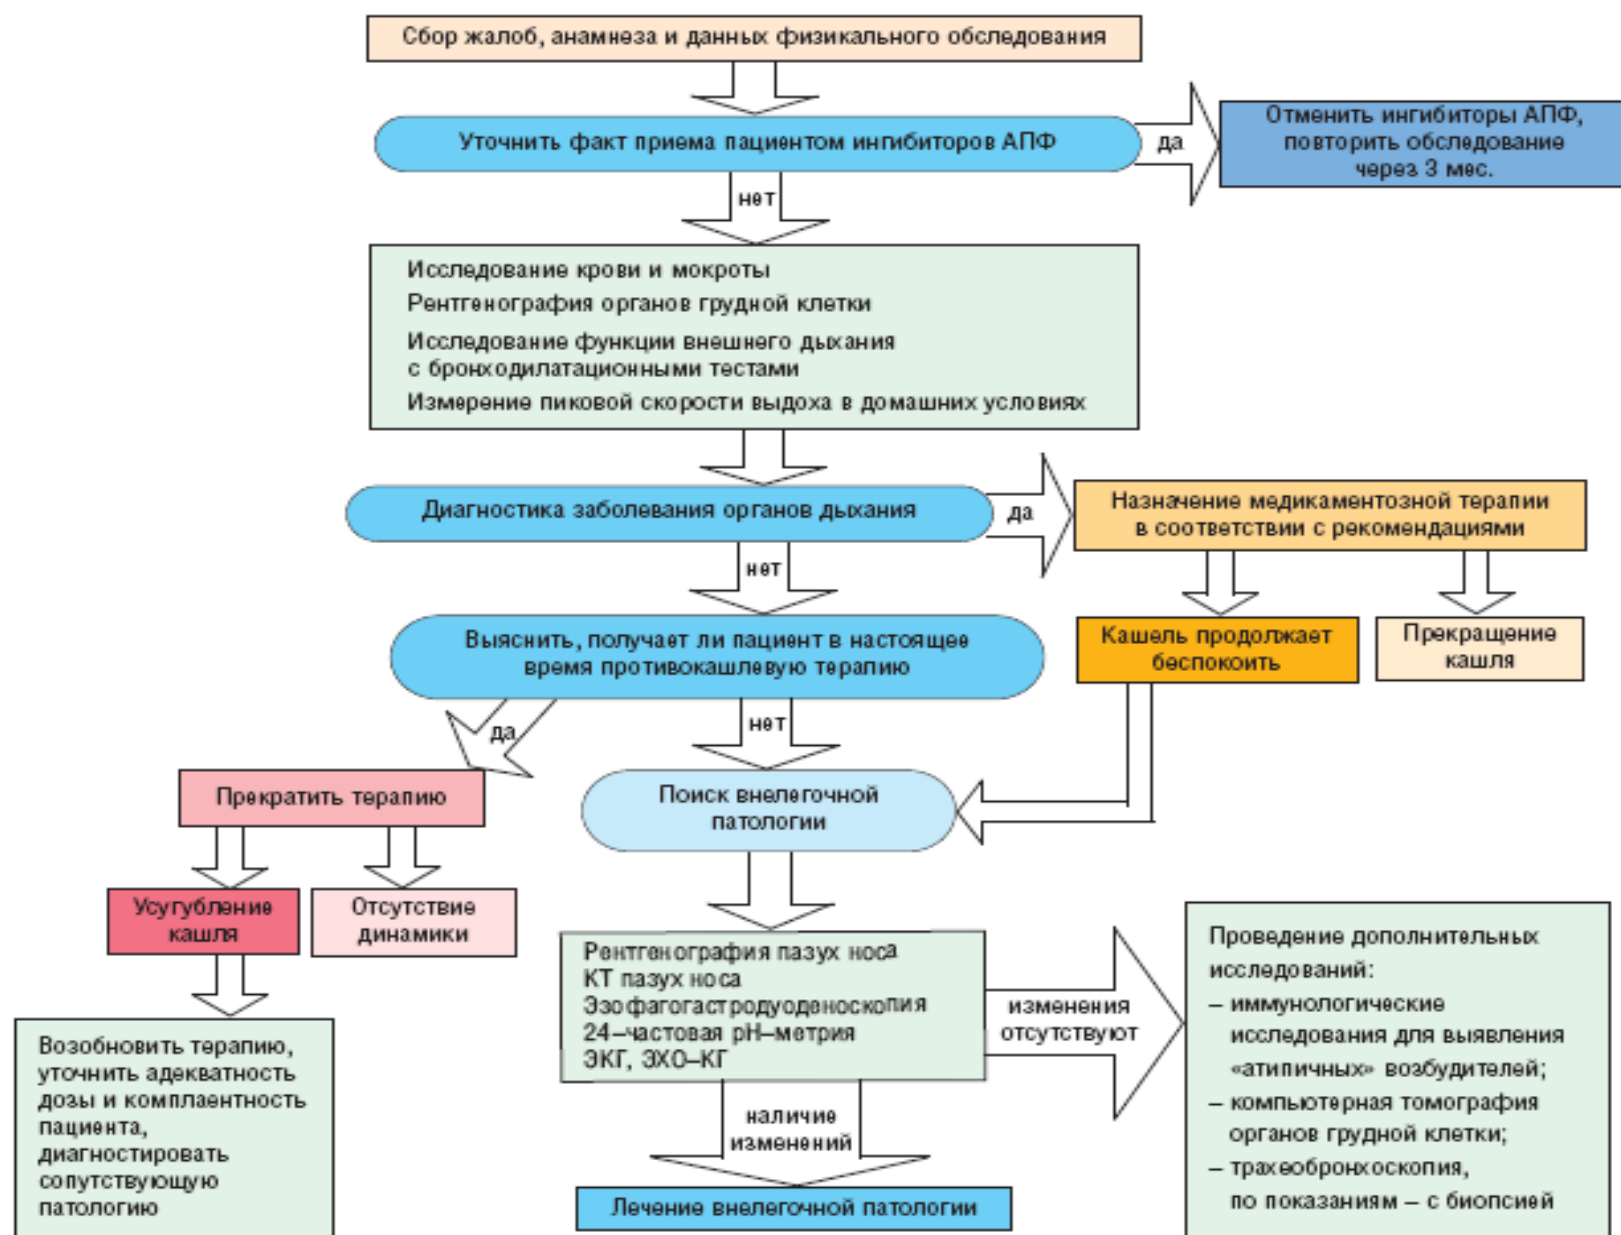 Сбор жалоб, анамнеза и данных физикального обследования
Уточнить факт приема пациентом ингибиторов АПФ
да
Отменить ингибиторы АПФ,
повторить обследование
через 3 мес.
нет
Исследование крови и мокроты
Рентгенография органов грудной клетки
Исследование функции внешнего дыхания
с бронходилатационными тестами
Измерение пиковой скорости выдоха в домашних условиях
Диагностика заболевания органов дыхания
да
Назначение медикаментозной терапии
в соответствии с рекомендациями
нет
Выяснить, получает ли пациент в настоящее
время противокашлевую терапию
Кашель продолжает
беспокоить
Прекращение
кашля
да
нет
Прекратить терапию
Поиск внелегочной
патологии
Усугубление
кашля
Отсутствие
динамики
Рентгенография пазух носа
КТ пазух носа
Эзофагогастродуоденоскопия
24–частовая рН–метрия
ЭКГ, ЭХО–КГ
изменения
отсутствуют
Проведение дополнительных
исследований:
– иммунологические
исследования для выявления
«атипичных» возбудителей;
– компьютерная томография
органов грудной клетки;
– трахеобронхоскопия,
по показаниям – с биопсией
Возобновить терапию,
уточнить адекватность
дозы и комплаентность
пациента,
диагностировать
сопутствующую
патологию
наличие
изменений
Лечение внелегочной патологии